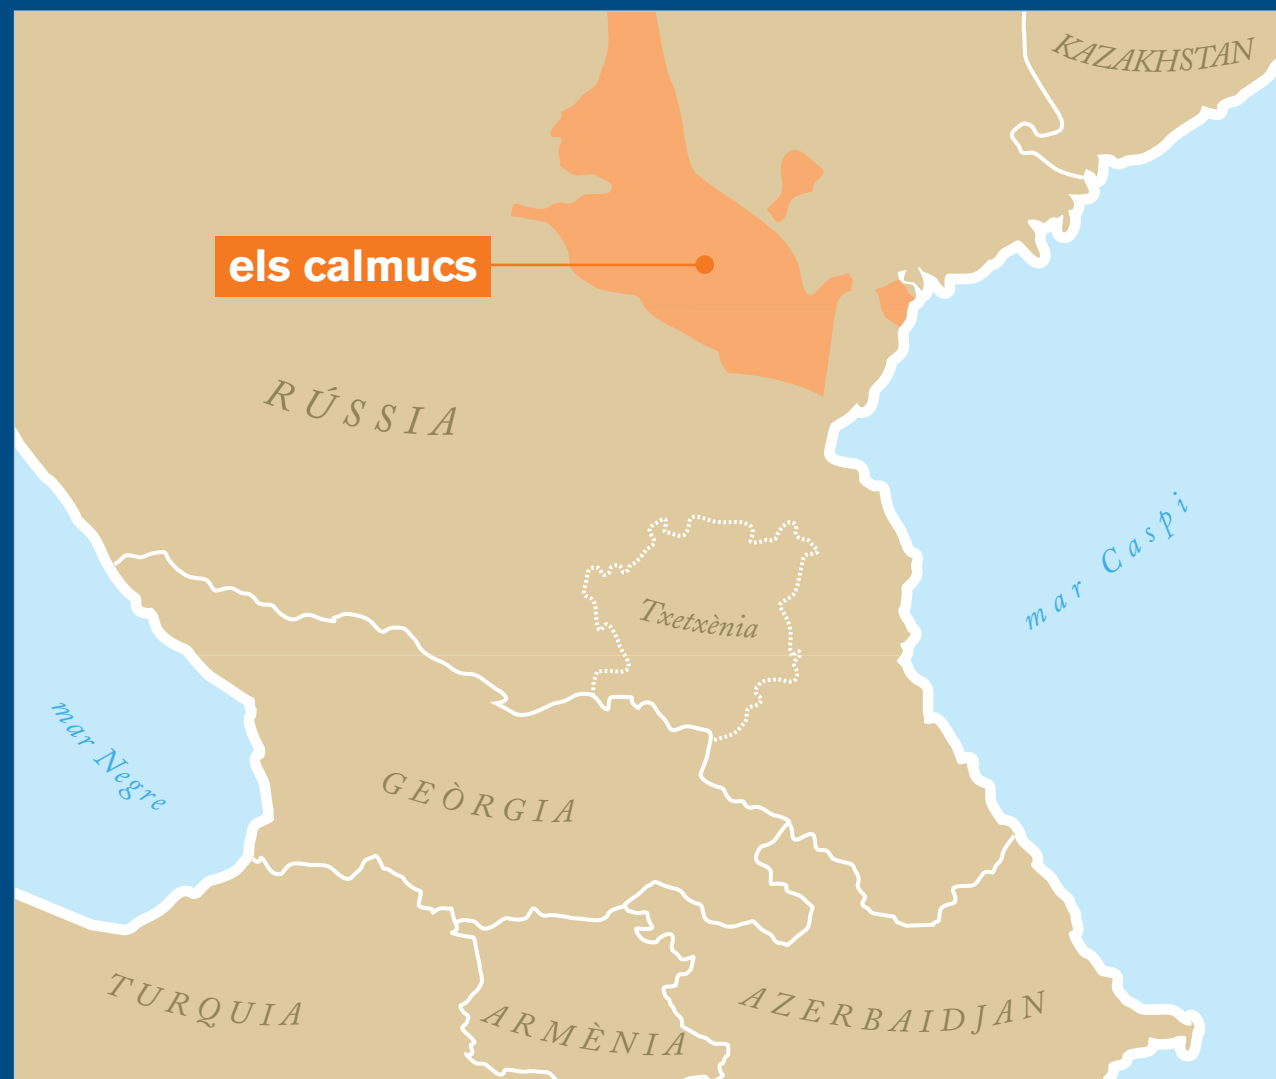 KAZAKHSTAN
els calmucs
RÚSSIA
mar Caspi
Txetxènia
mar Negre
GEÒRGIA
TURQUIA
ARMÈNIA
AZERBAIDJAN